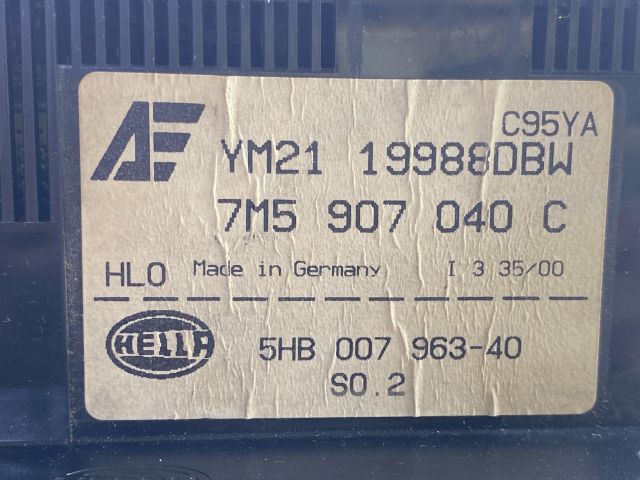 AF
C95YA
YM21 19988DBW
7M5 907 040 C
HLO Made in Germany I 3 35/00
HELLA 5HB 007 963-40
SO.2